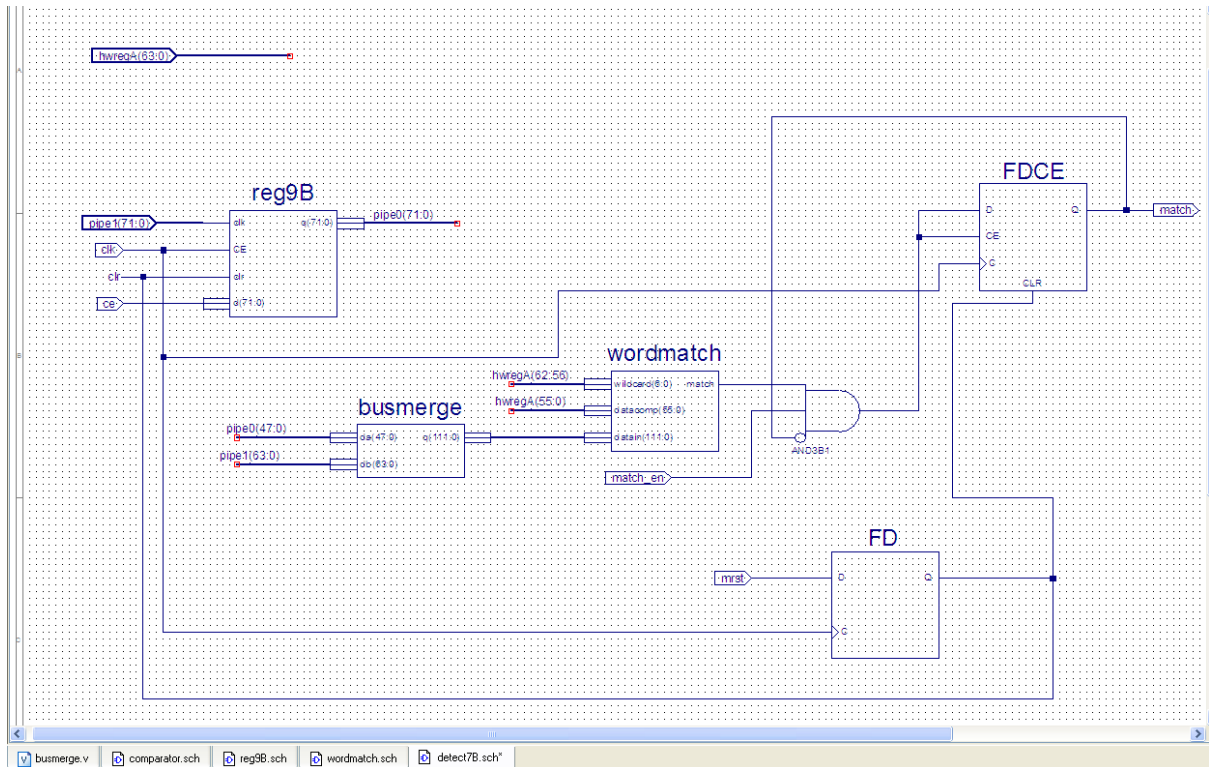 hwregA(63:0)
reg9B
pipe1(71:0)
clk
q(71:0)
pipe0(71:0)
clk
CE
clr
clr
ce
d(71:0)
FDCE
D
Q
match
CE
C
CLR
wordmatch
hwregA(62:56)
wildcard(6:0)
match
hwregA(55:0)
datacomp(55:0)
datain(111:0)
busmerge
pipe0(47:0)
da(47:0)
q(111:0)
pipe1(63:0)
db(63:0)
AND3B1
match_en
FD
mrst
D
Q
C
A
B
C
busmerge.v
comparator.sch
reg9B.sch
wordmatch.sch
detect7B.sch*